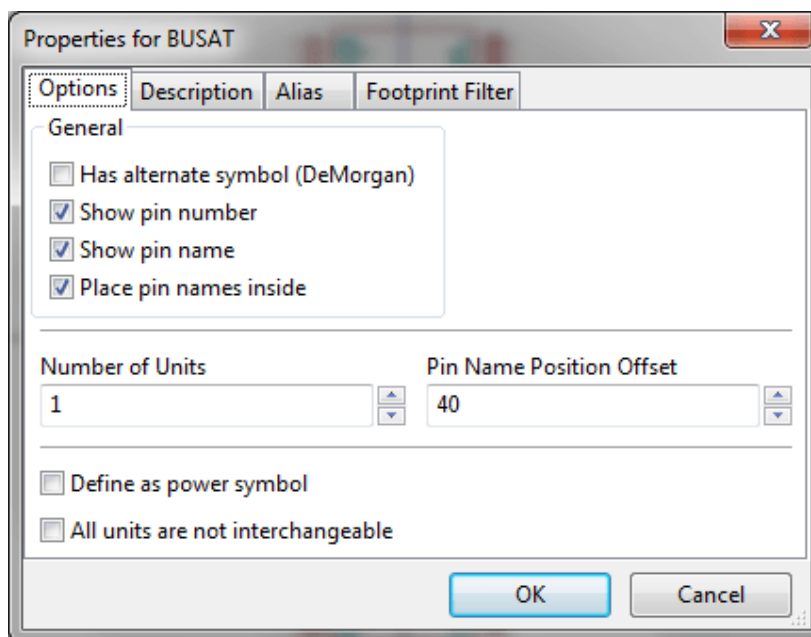 Properties for BUSAT
Options Description Alias Footprint Filter
General
Has alternate symbol (DeMorgan)
Show pin number
Show pin name
Place pin names inside
Number of Units Pin Name Position Offset
1 40
Define as power symbol
All units are not interchangeable
OK Cancel